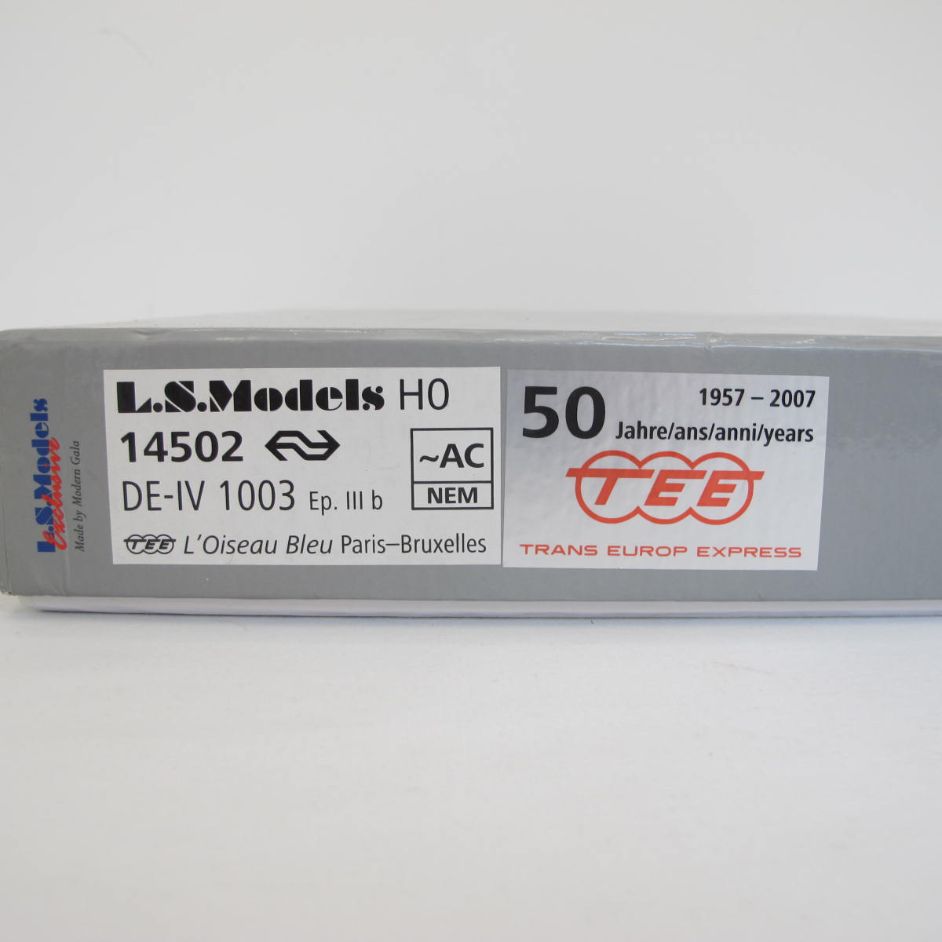 L.S.Models
exclusive
Made by Modern Gala
L.S.Models H0
14502
~AC
NEM
DE-IV 1003 Ep. III b
TEE L'Oiseau Bleu Paris–Bruxelles
50
1957 – 2007
Jahre/ans/anni/years
TEE
TRANS EUROP EXPRESS